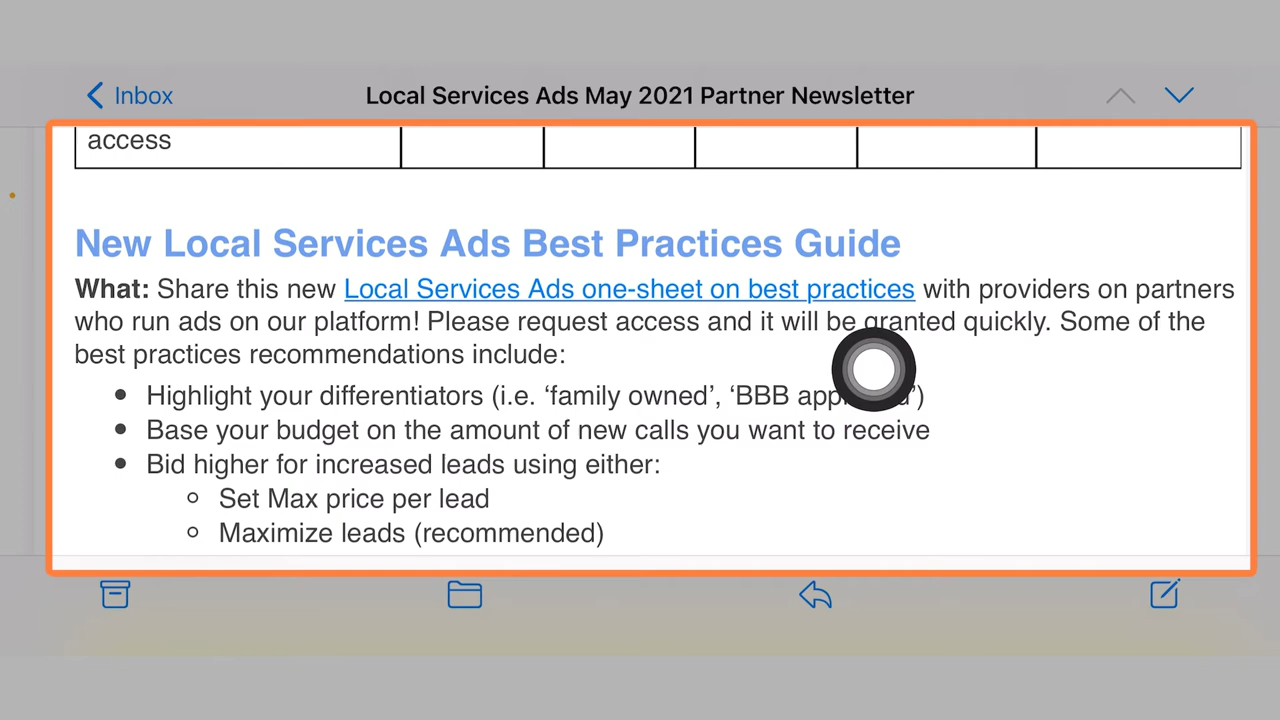 Inbox
Local Services Ads May 2021 Partner Newsletter
access
New Local Services Ads Best Practices Guide
What: Share this new Local Services Ads one-sheet on best practices with providers on partners
who run ads on our platform! Please request access and it will be granted quickly. Some of the
best practices recommendations include:
Highlight your differentiators (i.e. ‘family owned’, ‘BBB
Base your budget on the amount of new calls you want to receive
Bid higher for increased leads using either:
Set Max price per lead
Maximize leads (recommended)